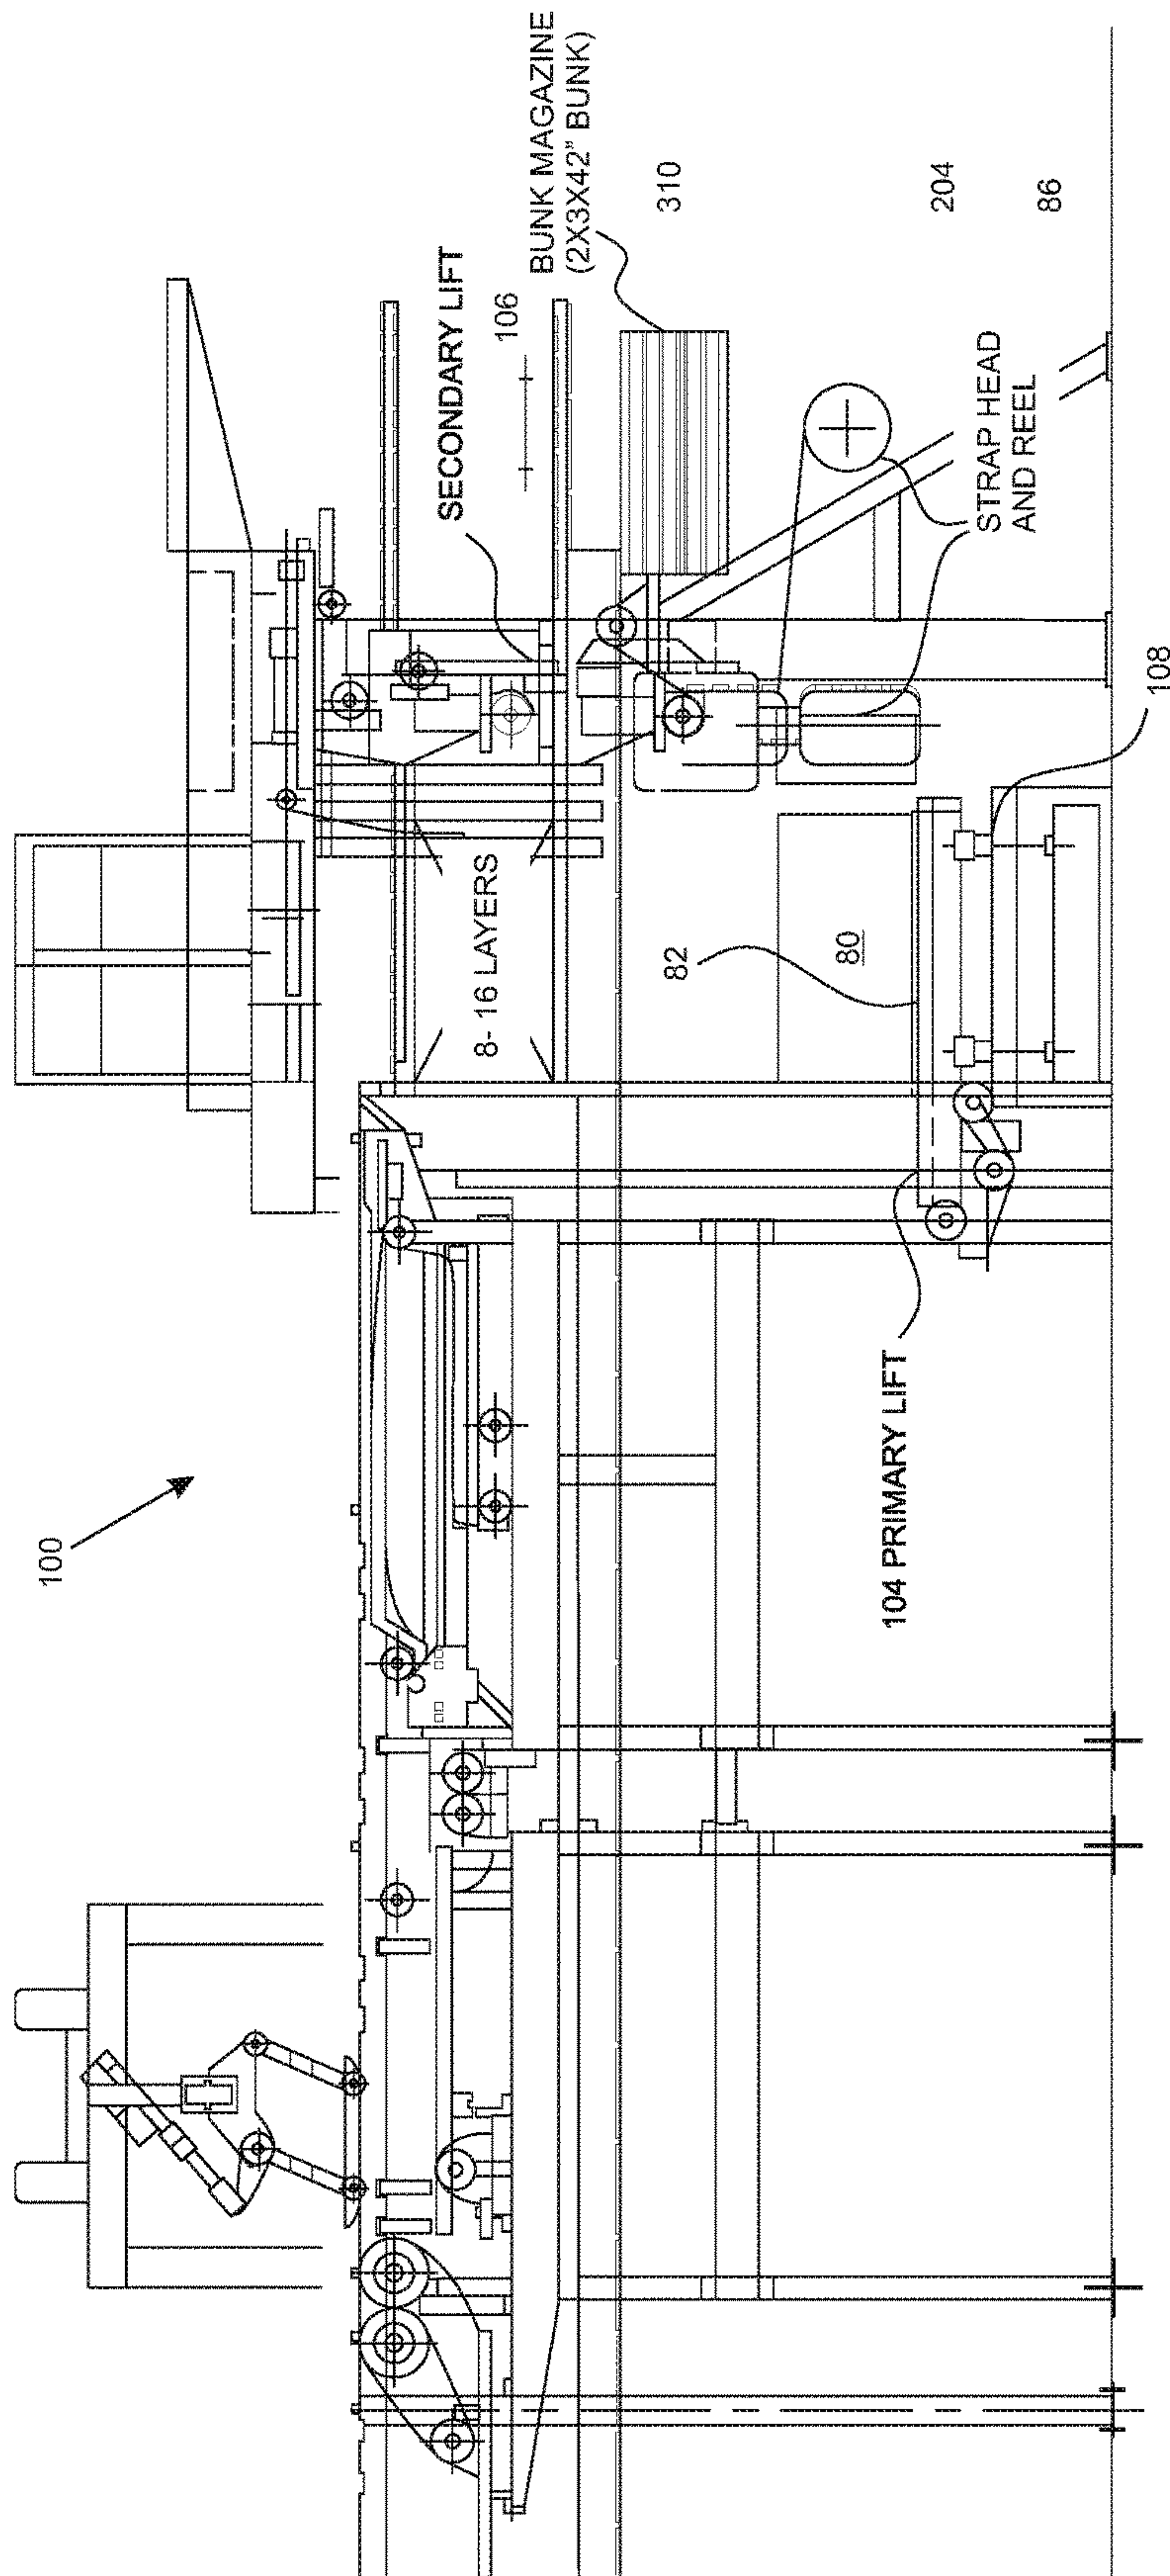 100
SECONDARY LIFT
106
BUNK MAGAZINE
(2X3X42" BUNK)
310
8- 16 LAYERS
82
80
STRAP HEAD
AND REEL
204
86
104 PRIMARY LIFT
108